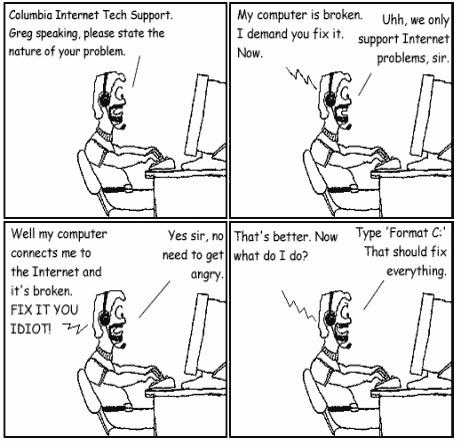 Columbia Internet Tech Support.
Greg speaking, please state the
nature of your problem.
My computer is broken.
I demand you fix it.
Now.
Uhh, we only
support Internet
problems, sir.
Well my computer
connects me to
the Internet and
it's broken.
FIX IT YOU
IDIOT!
Yes sir, no
need to get
angry.
That's better. Now
what do I do?
Type 'Format C:'
That should fix
everything.